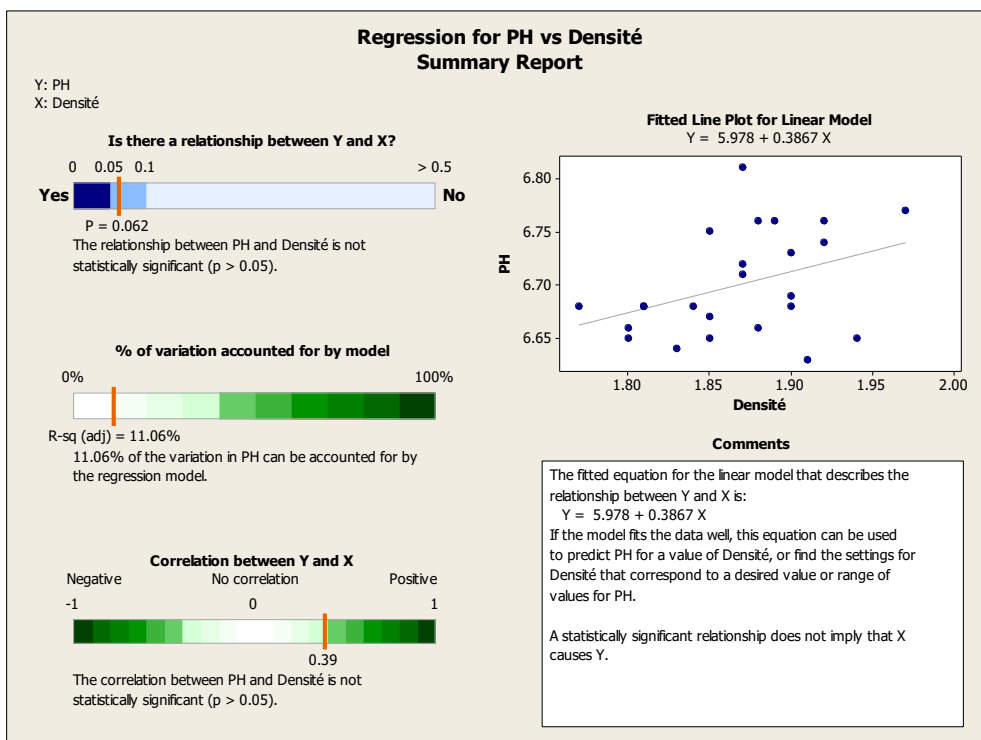 Regression for PH vs Densité
Summary Report
Y: PH
X: Densité
Is there a relationship between Y and X?
0 0.05 0.1 > 0.5
Yes No
P = 0.062
The relationship between PH and Densité is not
statistically significant (p > 0.05).
% of variation accounted for by model
0% 100%
R-sq (adj) = 11.06%
11.06% of the variation in PH can be accounted for by
the regression model.
Correlation between Y and X
Negative No correlation Positive
-1 0 1
0.39
The correlation between PH and Densité is not
statistically significant (p > 0.05).
Fitted Line Plot for Linear Model
Y = 5.978 + 0.3867 X
6.80
6.75
6.70
6.65
PH
1.80 1.85 1.90 1.95 2.00
Densité
Comments
The fitted equation for the linear model that describes the
relationship between Y and X is:
Y = 5.978 + 0.3867 X
If the model fits the data well, this equation can be used
to predict PH for a value of Densité, or find the settings for
Densité that correspond to a desired value or range of
values for PH.
A statistically significant relationship does not imply that X
causes Y.